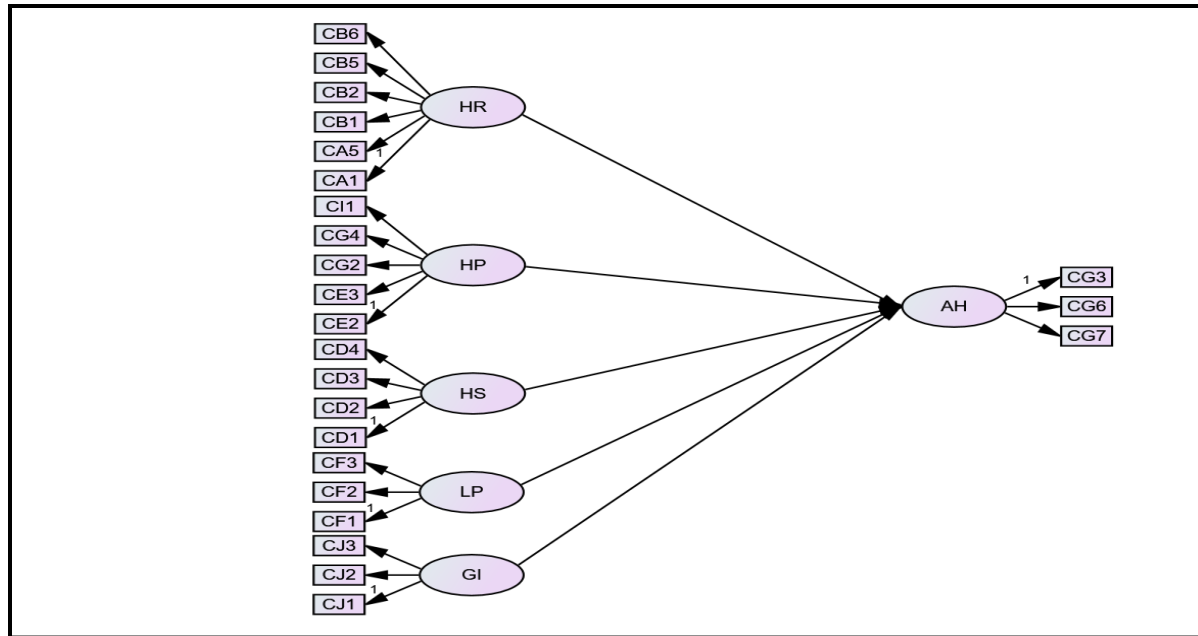 CB6
CB5
CB2
CB1
CA5
1
CA1
HR
CI1
CG4
CG2
CE3
1
CE2
HP
CD4
CD3
CD2
1
CD1
HS
CF3
CF2
1
CF1
LP
CJ3
CJ2
1
CJ1
GI
AH
1
CG3
CG6
CG7